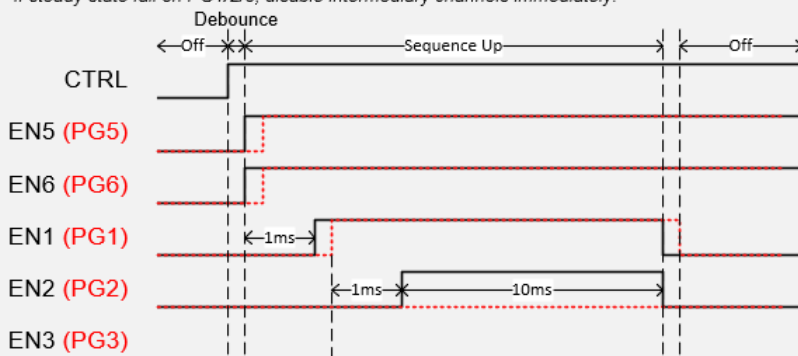 Debounce
Off Sequence Up Off
CTRL
EN5 (PG5)
EN6 (PG6)
EN1 (PG1)
1ms
EN2 (PG2)
1ms 10ms
EN3 (PG3)